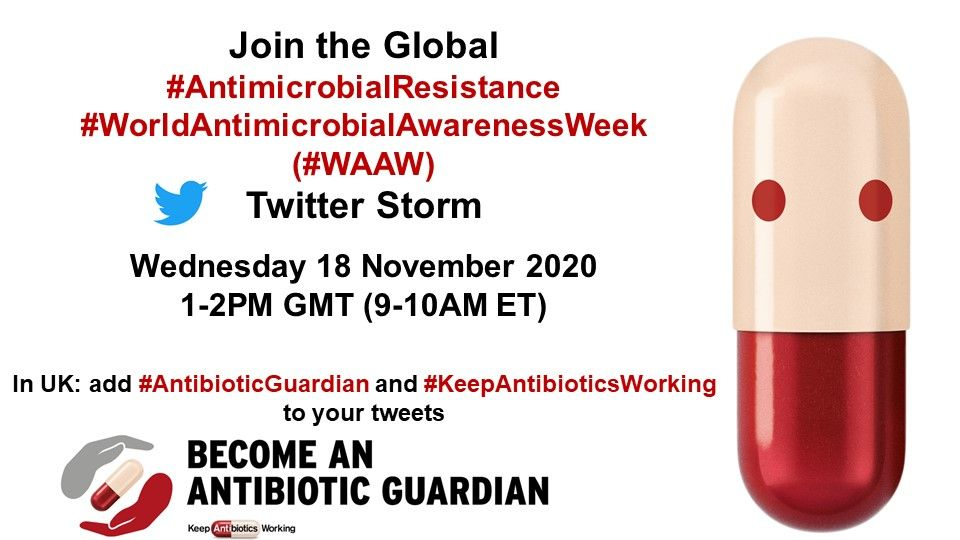 Join the Global
#AntimicrobialResistance
#WorldAntimicrobialAwarenessWeek
(#WAAW)
Twitter Storm
Wednesday 18 November 2020
1-2PM GMT (9-10AM ET)
In UK: add #AntibioticGuardian and #KeepAntibioticsWorking
to your tweets
BECOME AN
ANTIBIOTIC GUARDIAN
Keep Antibiotics Working